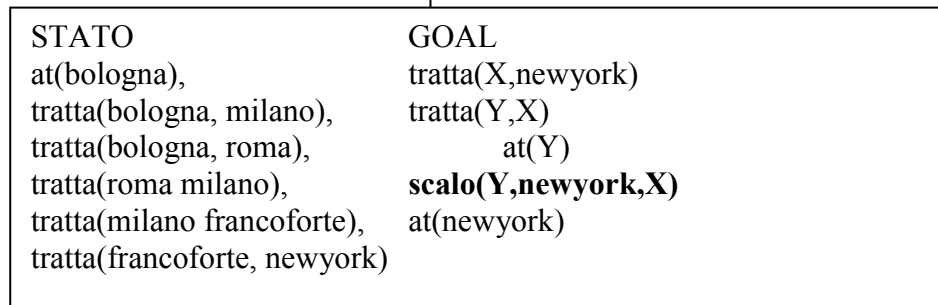 STATO GOAL
at(bologna), tratta(X,newyork)
tratta(bologna, milano), tratta(Y,X)
tratta(bologna, roma), at(Y)
tratta(roma milano), scalo(Y,newyork,X)
tratta(milano francoforte), at(newyork)
tratta(francoforte, newyork)